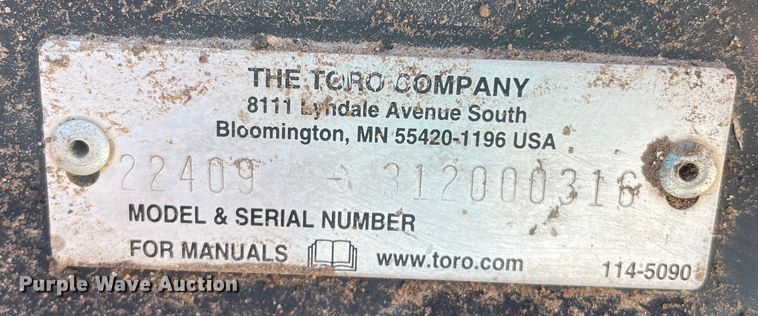 THE TORO COMPANY
8111 Lyndale Avenue South
Bloomington, MN 55420-1196 USA
22409 - 312000316
MODEL & SERIAL NUMBER
FOR MANUALS www.toro.com
114-5090
Purple Wave Auction